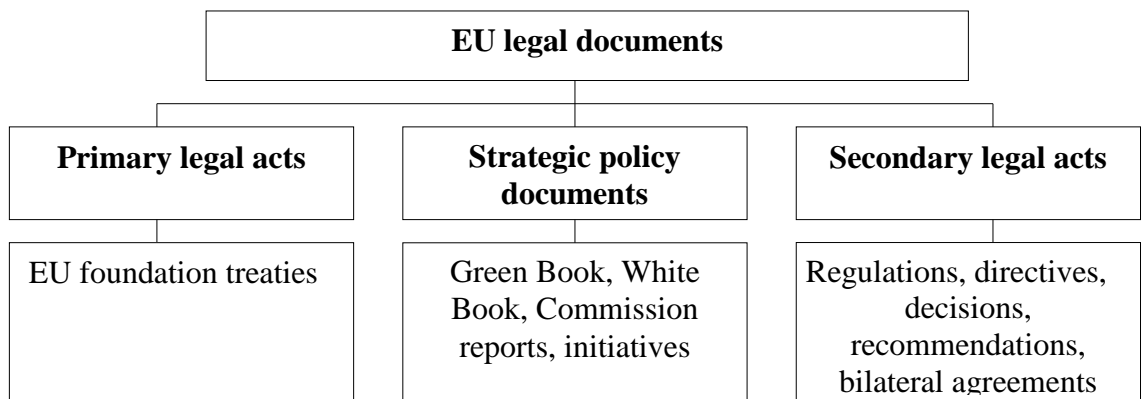 EU legal documents
Primary legal acts
Strategic policy
documents
Secondary legal acts
EU foundation treaties
Green Book, White
Book, Commission
reports, initiatives
Regulations, directives,
decisions,
recommendations,
bilateral agreements